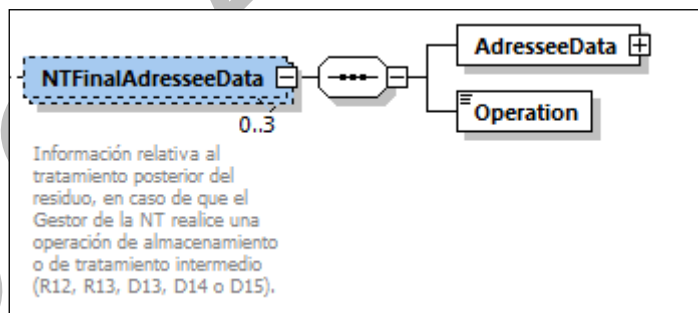 AdresseeData
NTFinalAdresseeData
Operation
0..3
Información relativa al
tratamiento posterior del
residuo, en caso de que el
Gestor de la NT realice una
operación de almacenamiento
o de tratamiento intermedio
(R12, R13, D13, D14 o D15).